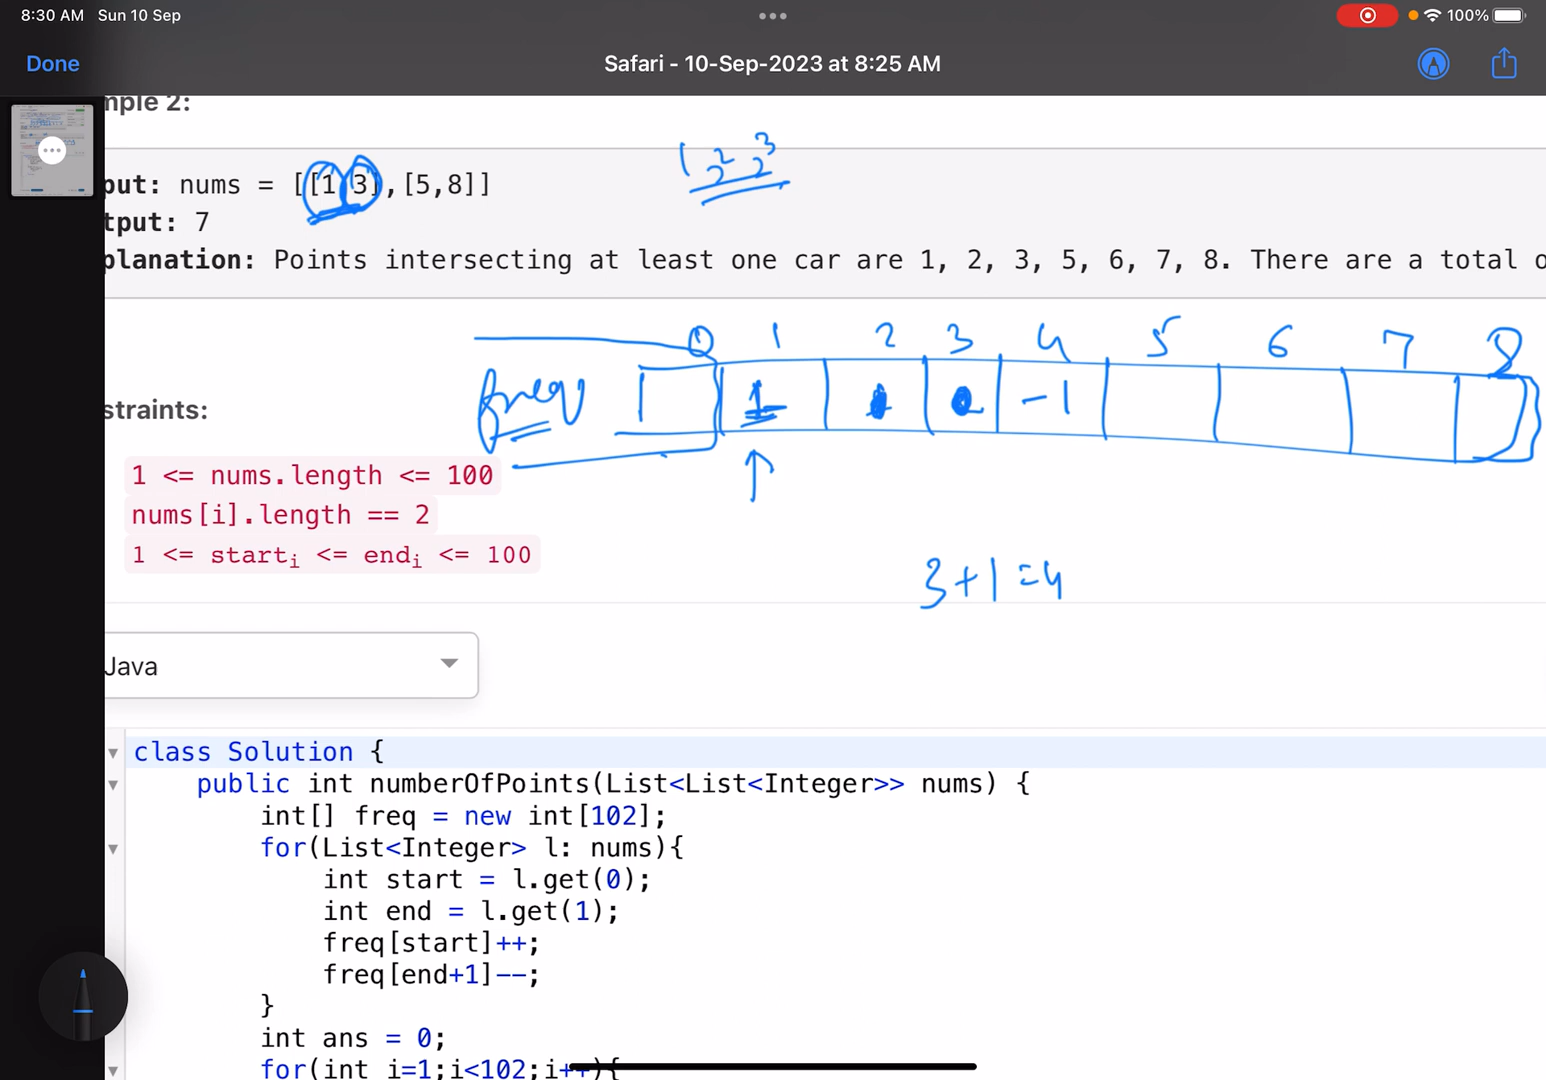 8:30 AM Sun 10 Sep
100%
Done
Safari - 10-Sep-2023 at 8:25 AM
mple 2:
1 2² 2³
put: nums = [[1,3],[5,8]]
tput: 7
planation: Points intersecting at least one car are 1, 2, 3, 5, 6, 7, 8. There are a total o
0 1 2 3 4 5 6 7 8
freq 1 -1
straints:
1 <= nums.length <= 100
nums[i].length == 2
1 <= starti <= endi <= 100
3+1=4
Java
class Solution {
public int numberOfPoints(List<List<Integer>> nums) {
int[] freq = new int[102];
for(List<Integer> l: nums){
int start = l.get(0);
int end = l.get(1);
freq[start]++;
freq[end+1]--;
}
int ans = 0;
for(int i=1;i<102;i++){